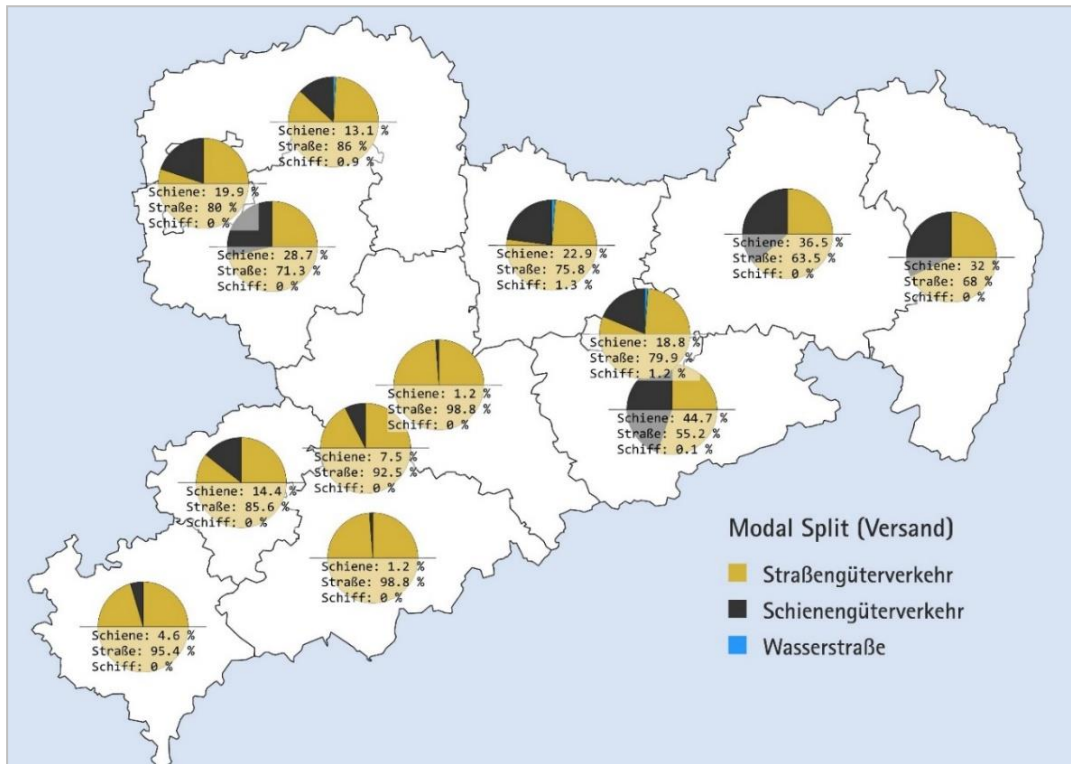 Schiene: 13.1 %
Straße: 86 %
Schiff: 0.9 %
Schiene: 19.9 %
Straße: 80 %
Schiff: 0 %
Schiene: 28.7 %
Straße: 71.3 %
Schiff: 0 %
Schiene: 22.9 %
Straße: 75.8 %
Schiff: 1.3 %
Schiene: 36.5 %
Straße: 63.5 %
Schiff: 0 %
Schiene: 32 %
Straße: 68 %
Schiff: 0 %
Schiene: 18.8 %
Straße: 79.9 %
Schiff: 1.2 %
Schiene: 44.7 %
Straße: 55.2 %
Schiff: 0.1 %
Schiene: 1.2 %
Straße: 98.8 %
Schiff: 0 %
Schiene: 7.5 %
Straße: 92.5 %
Schiff: 0 %
Schiene: 14.4 %
Straße: 85.6 %
Schiff: 0 %
Schiene: 1.2 %
Straße: 98.8 %
Schiff: 0 %
Schiene: 4.6 %
Straße: 95.4 %
Schiff: 0 %
Modal Split (Versand)
Straßengüterverkehr
Schienengüterverkehr
Wasserstraße